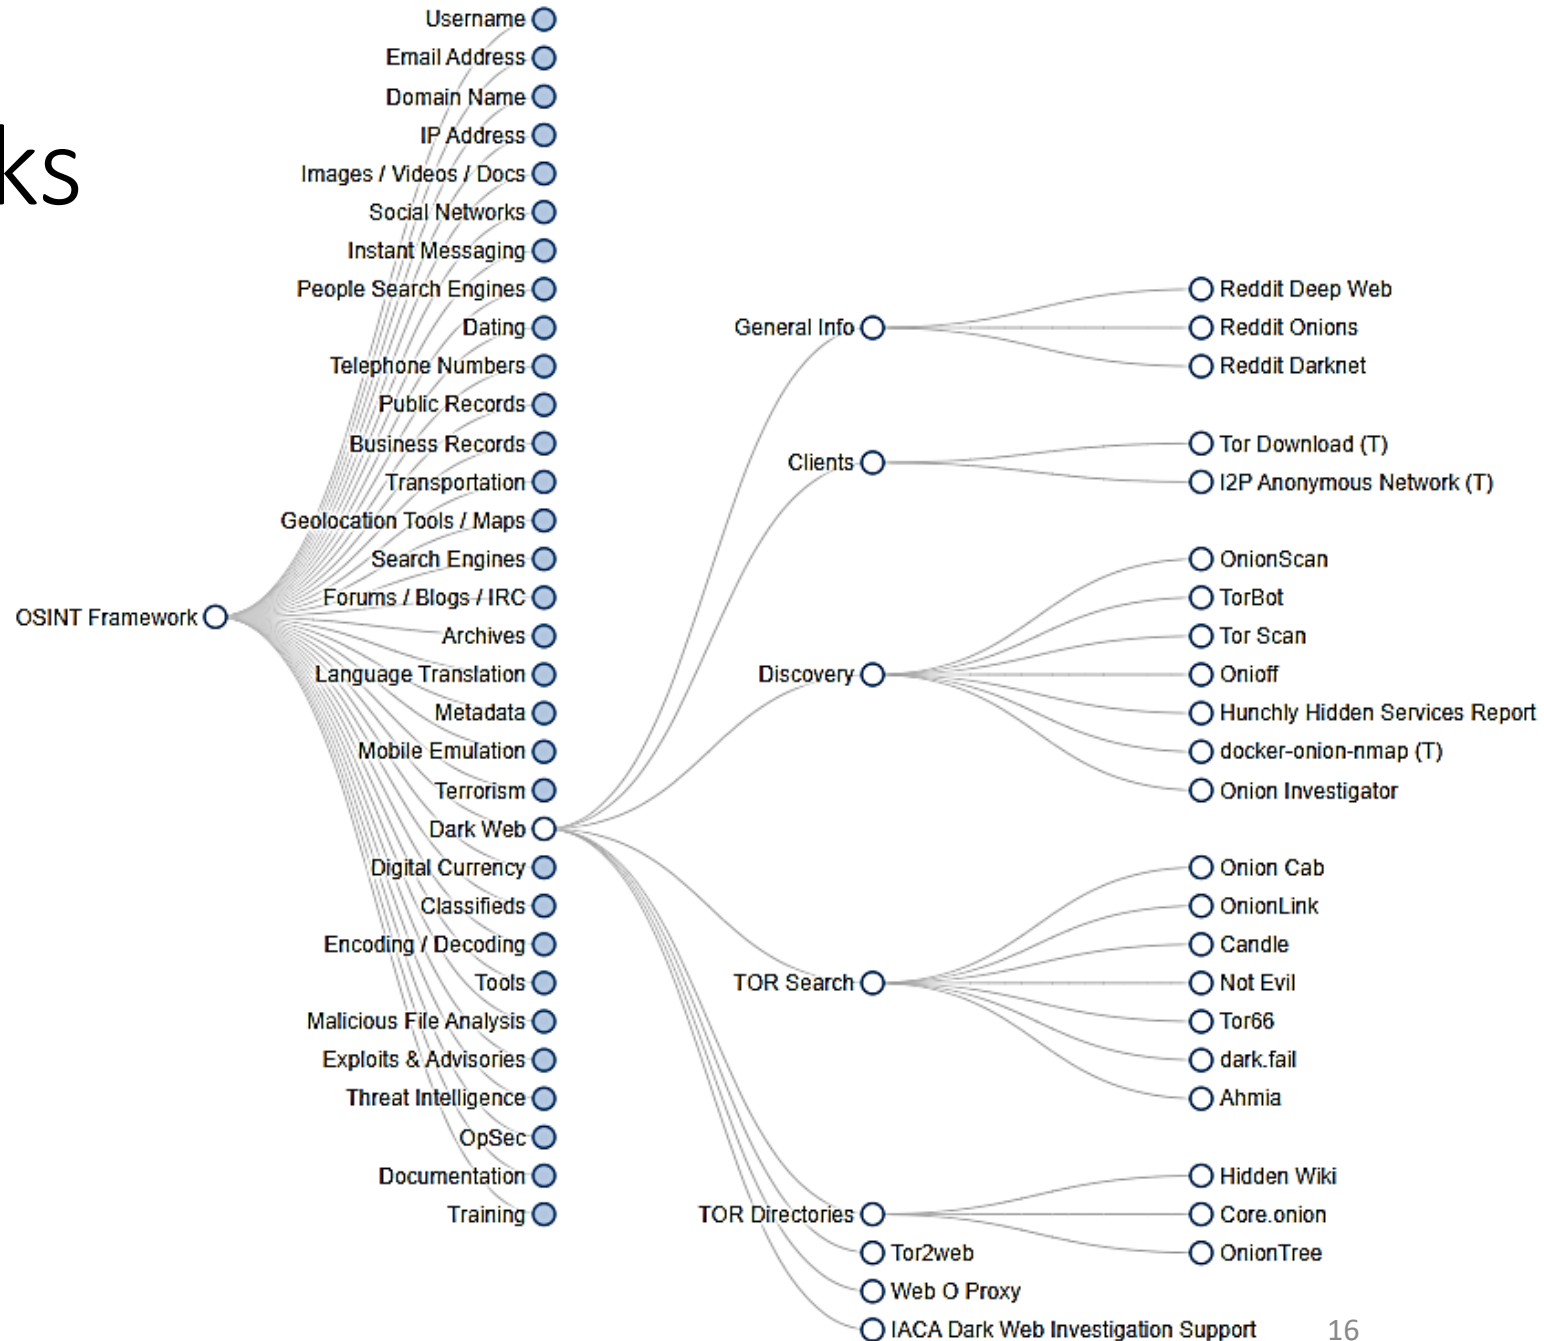 ks
OSINT Framework
Username
Email Address
Domain Name
IP Address
Images / Videos / Docs
Social Networks
Instant Messaging
People Search Engines
Dating
Telephone Numbers
Public Records
Business Records
Transportation
Geolocation Tools / Maps
Search Engines
Forums / Blogs / IRC
Archives
Language Translation
Metadata
Mobile Emulation
Terrorism
Dark Web
Digital Currency
Classifieds
Encoding / Decoding
Tools
Malicious File Analysis
Exploits & Advisories
Threat Intelligence
OpSec
Documentation
Training
General Info
Reddit Deep Web
Reddit Onions
Reddit Darknet
Clients
Tor Download (T)
I2P Anonymous Network (T)
Discovery
OnionScan
TorBot
Tor Scan
Onioff
Hunchly Hidden Services Report
docker-onion-nmap (T)
Onion Investigator
TOR Search
Onion Cab
OnionLink
Candle
Not Evil
Tor66
dark.fail
Ahmia
TOR Directories
Hidden Wiki
Core.onion
OnionTree
Tor2web
Web O Proxy
IACA Dark Web Investigation Support
16